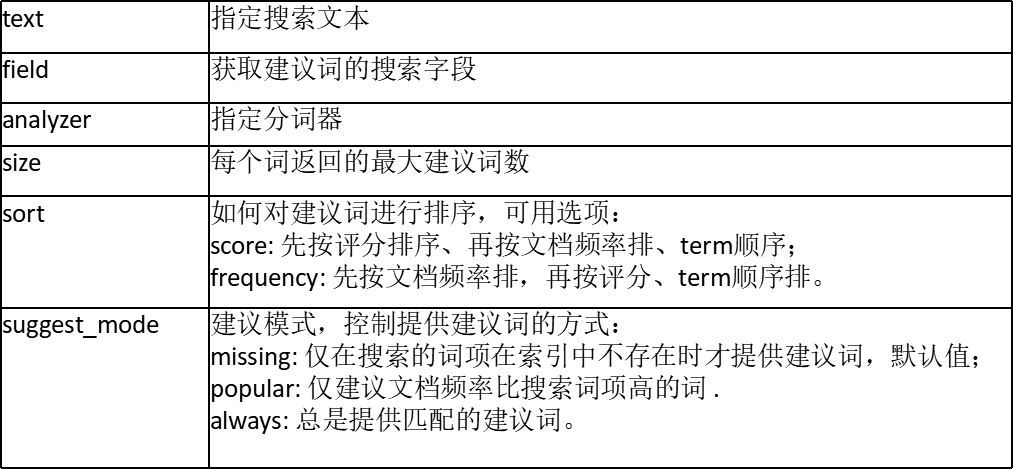 text 指定搜索文本
field 获取建议词的搜索字段
analyzer 指定分词器
size 每个词返回的最大建议词数
sort 如何对建议词进行排序，可用选项：
score: 先按评分排序、再按文档频率排、term顺序；
frequency: 先按文档频率排，再按评分、term顺序排。
suggest_mode 建议模式，控制提供建议词的方式：
missing: 仅在搜索的词项在索引中不存在时才提供建议词，默认值；
popular: 仅建议文档频率比搜索词项高的词 .
always: 总是提供匹配的建议词。